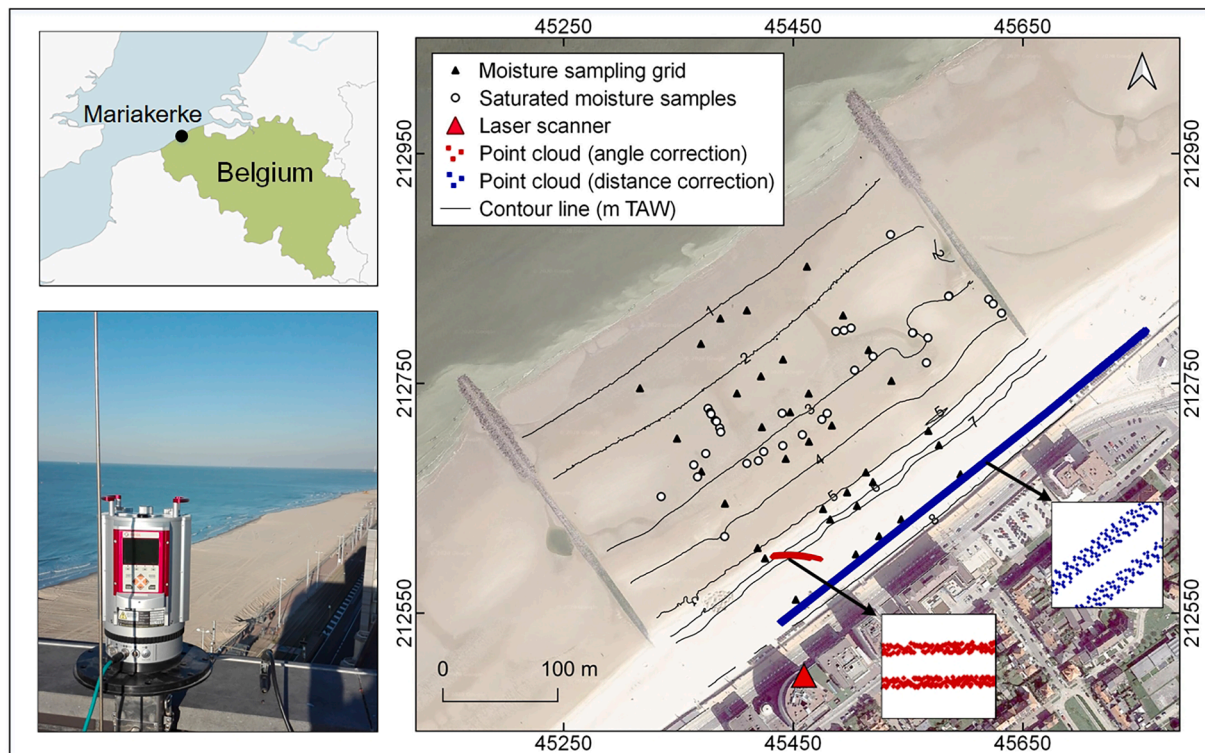 Mariakerke
Belgium
45250
45450
45650
Moisture sampling grid
Saturated moisture samples
Laser scanner
Point cloud (angle correction)
Point cloud (distance correction)
Contour line (m TAW)
212950
212950
212750
212750
212550
212550
1
2
2
3
4
5
5
7
0
100 m
45250
45450
45650